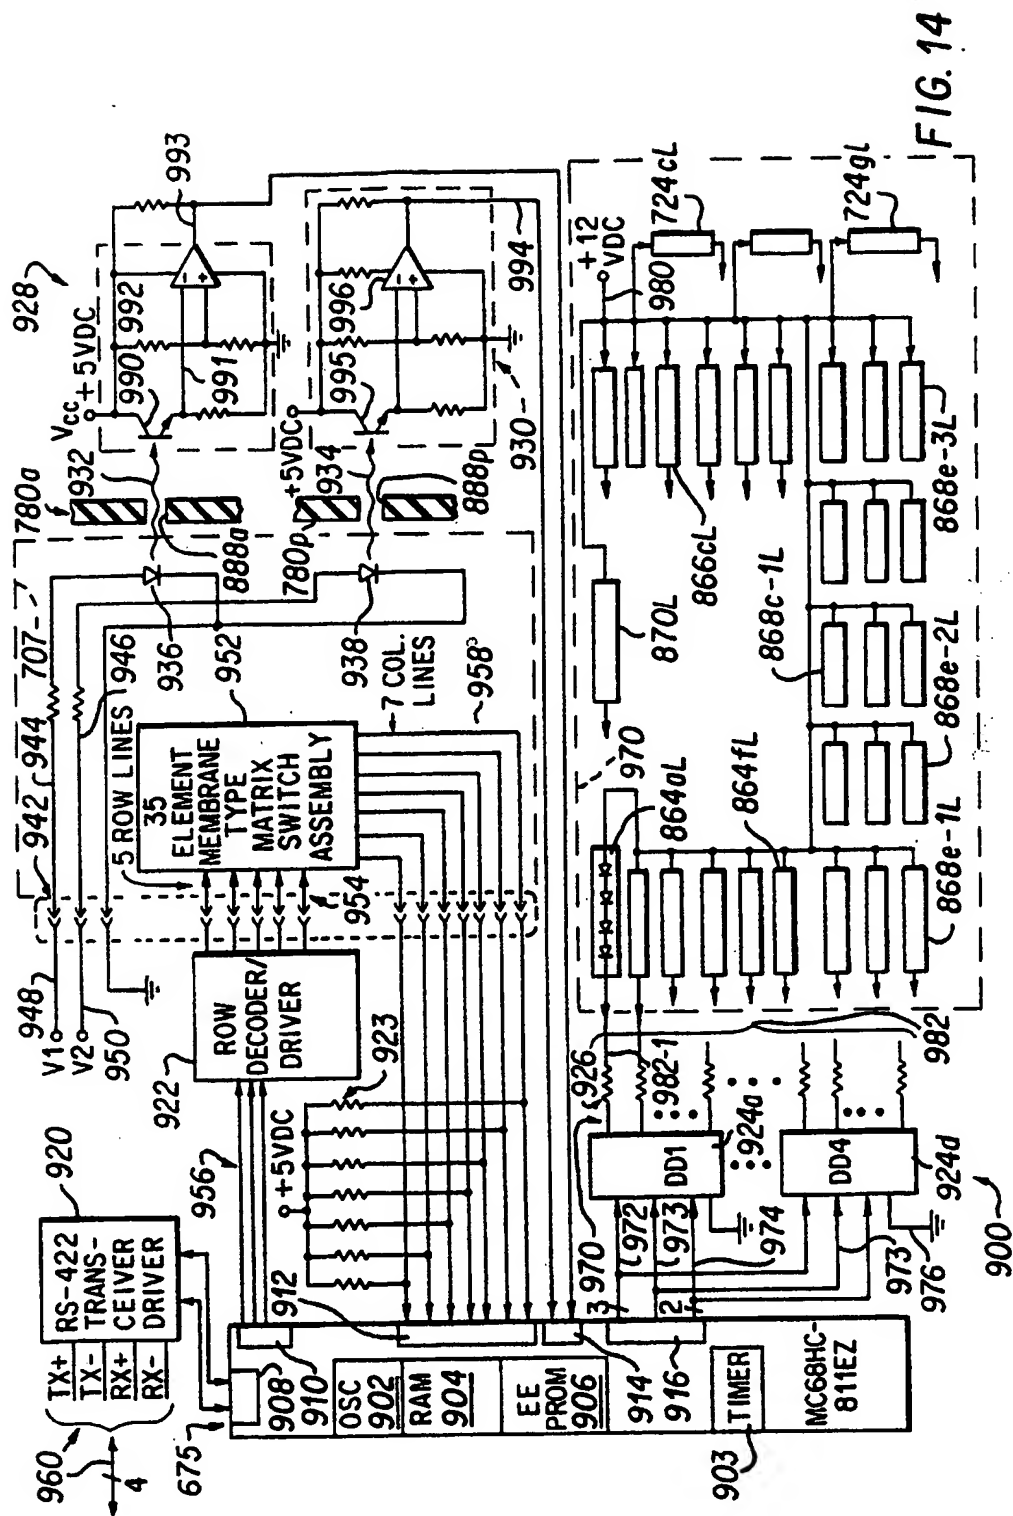 FIG. 14
928
Vcc
+5VDC
990
992
991
993
932
780a
888a
+5VDC
934
995
996
994
930
780p
888p
707
942
944
946
936
952
938
5 ROW LINES
35
ELEMENT
MEMBRANE
TYPE
MATRIX
SWITCH
ASSEMBLY
954
7 COL.
LINES
958
V1
948
V2
950
922
ROW
DECODER/
DRIVER
956
+5VDC
923
960
4
TX+
TX-
RX+
RX-
RS-422
TRANS-
CEIVER
DRIVER
920
675
908
910
912
OSC
902
RAM
904
EE
PROM
906
914
916
903
TIMER
MC68HC-
811EZ
3
2
970
972
973
974
973
976
DD1
924a
DD4
924d
926
982-1
982
900
970
864aL
864fL
868e-1L
870L
866cL
868c-1L
868e-2L
868e-3L
+12
VDC
980
724cL
724gL